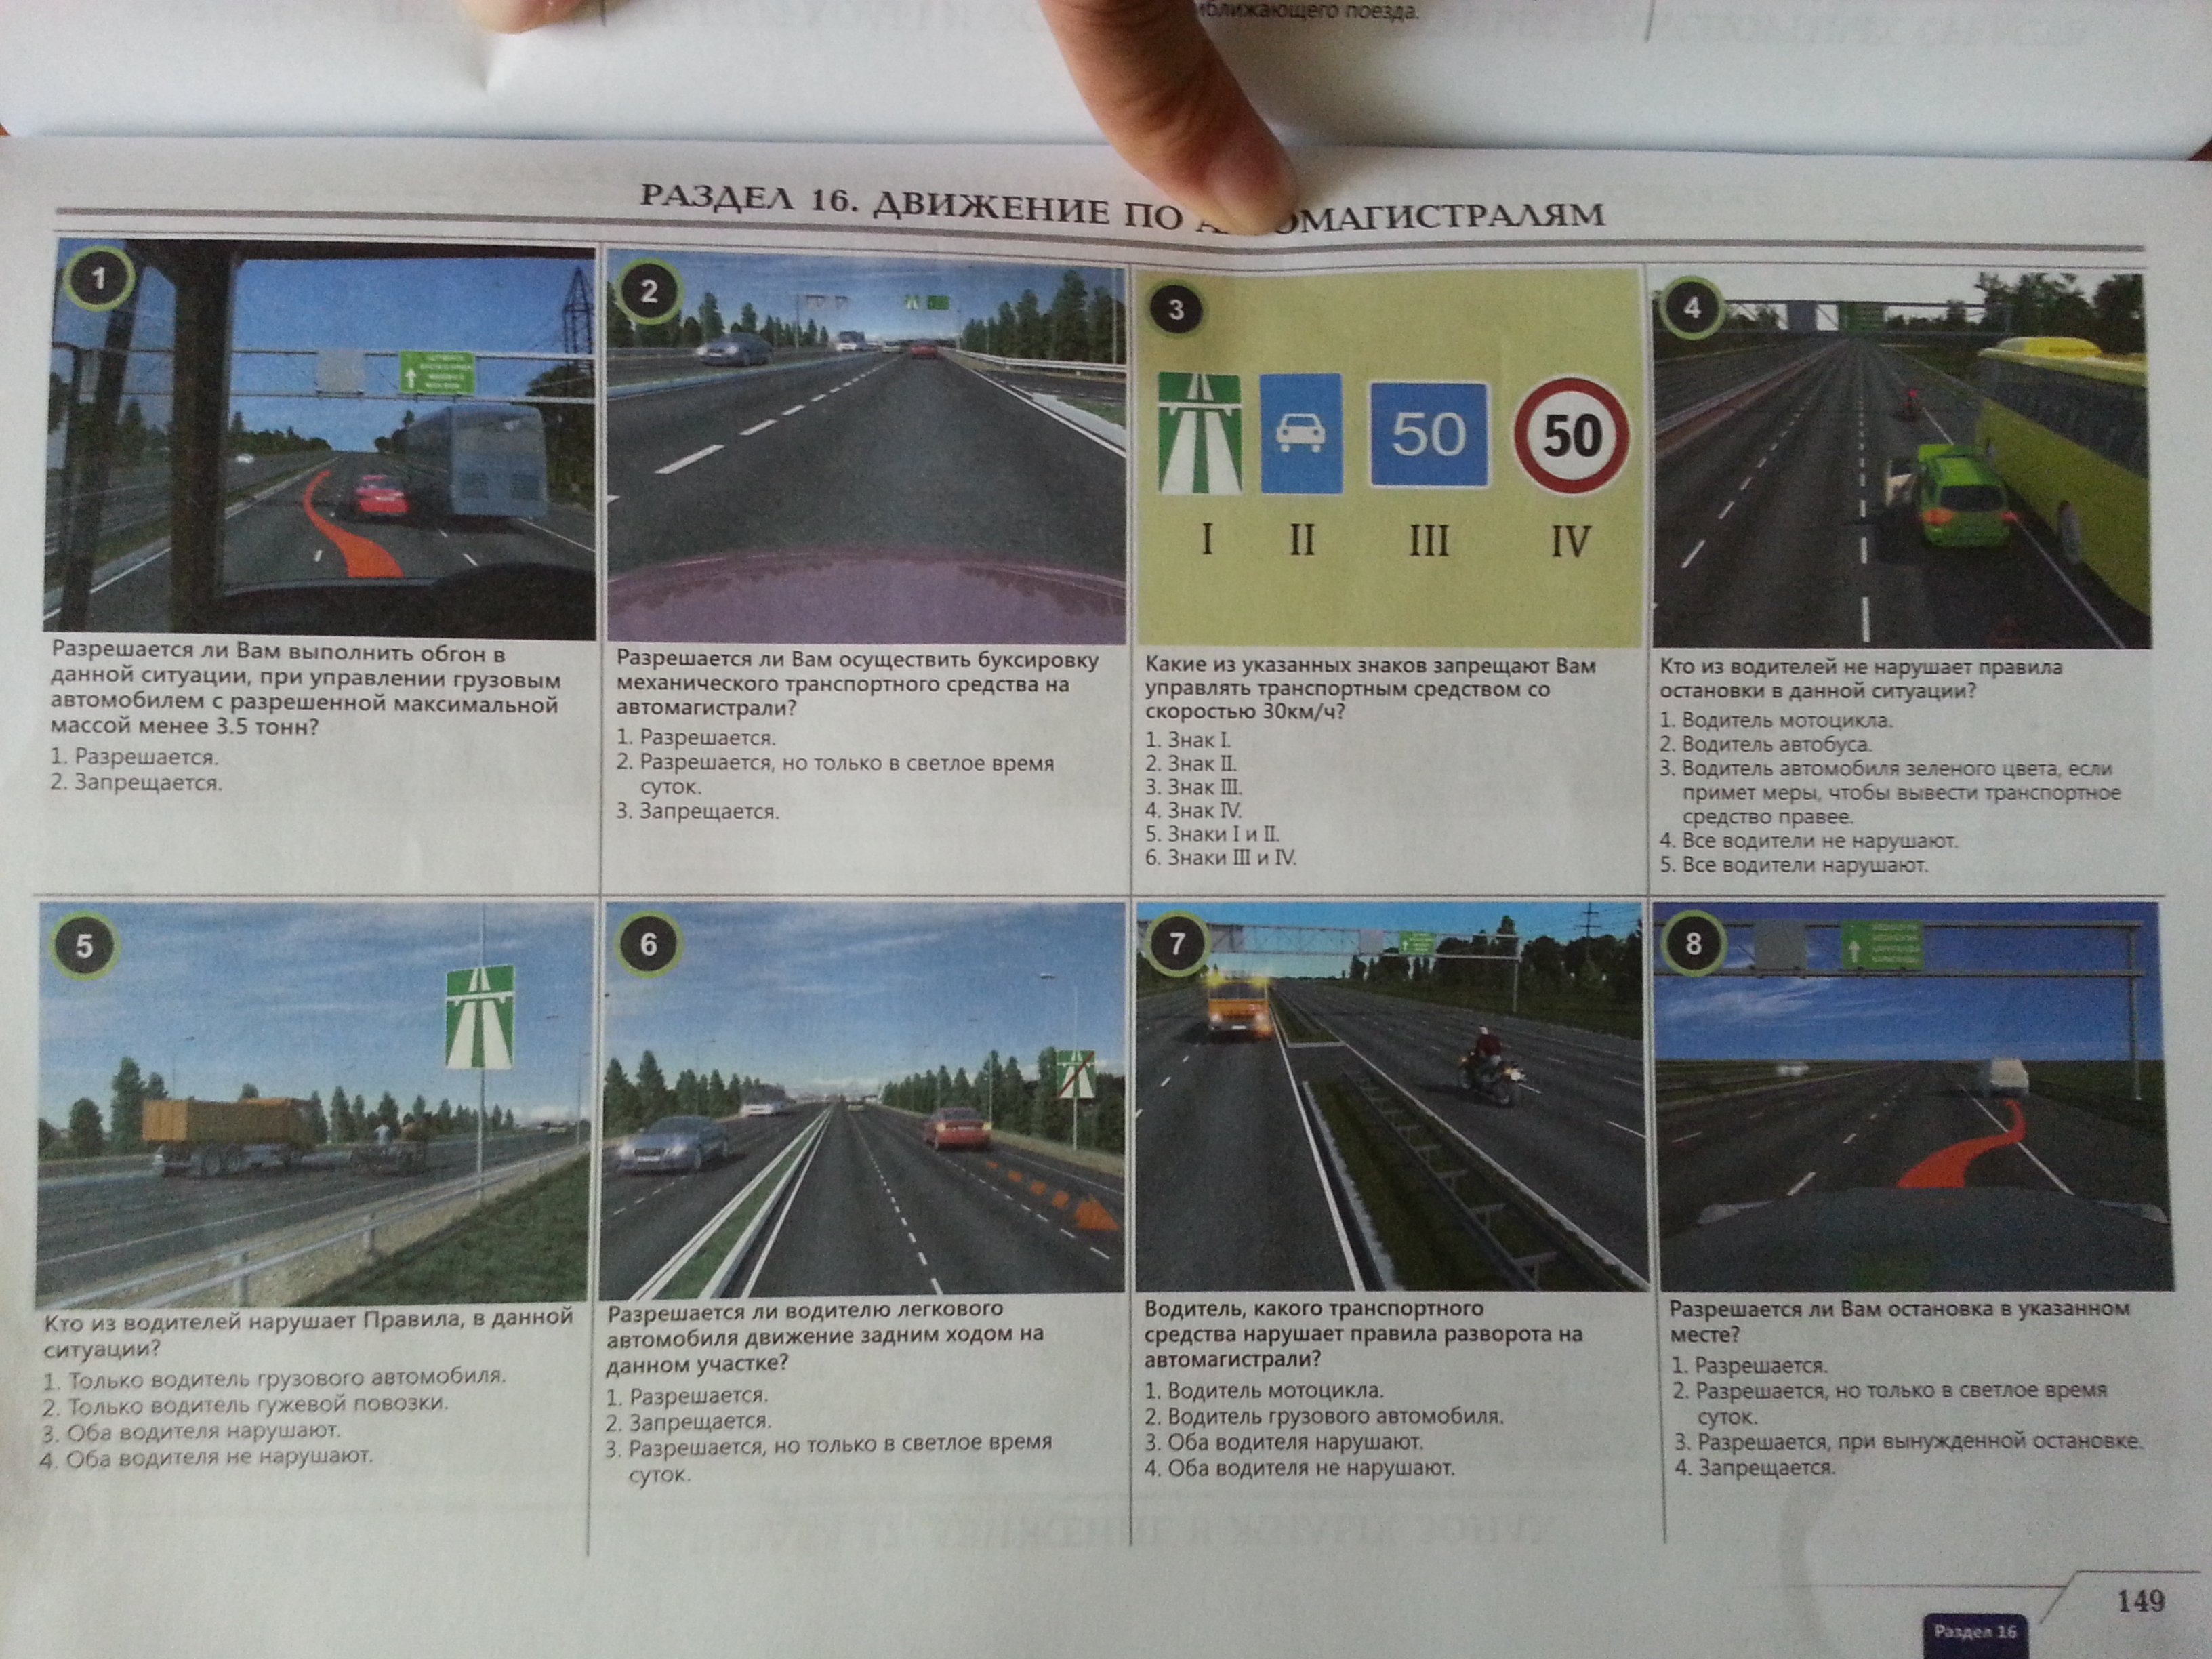 ближающего поезда.
РАЗДЕЛ 16. ДВИЖЕНИЕ ПО А ОМАГИСТРАЛЯМ
1
Разрешается ли Вам выполнить обгон в
данной ситуации, при управлении грузовым
автомобилем с разрешенной максимальной
массой менее 3.5 тонн?
1. Разрешается.
2. Запрещается.
2
Разрешается ли Вам осуществить буксировку
механического транспортного средства на
автомагистрали?
1. Разрешается.
2. Разрешается, но только в светлое время
суток.
3. Запрещается.
3
50
50
I
II
III
IV
Какие из указанных знаков запрещают Вам
управлять транспортным средством со
скоростью 30км/ч?
1. Знак I.
2. Знак II.
3. Знак III.
4. Знак IV.
5. Знаки I и II.
6. Знаки III и IV.
4
Кто из водителей не нарушает правила
остановки в данной ситуации?
1. Водитель мотоцикла.
2. Водитель автобуса.
3. Водитель автомобиля зеленого цвета, если
примет меры, чтобы вывести транспортное
средство правее.
4. Все водители не нарушают.
5. Все водители нарушают.
5
Кто из водителей нарушает Правила, в данной
ситуации?
1. Только водитель грузового автомобиля.
2. Только водитель гужевой повозки.
3. Оба водителя нарушают.
4. Оба водителя не нарушают.
6
Разрешается ли водителю легкового
автомобиля движение задним ходом на
данном участке?
1. Разрешается.
2. Запрещается.
3. Разрешается, но только в светлое время
суток.
7
Водитель, какого транспортного
средства нарушает правила разворота на
автомагистрали?
1. Водитель мотоцикла.
2. Водитель грузового автомобиля.
3. Оба водителя нарушают.
4. Оба водителя не нарушают.
8
Разрешается ли Вам остановка в указанном
месте?
1. Разрешается.
2. Разрешается, но только в светлое время
суток.
3. Разрешается, при вынужденной остановке.
4. Запрещается.
149
Раздел 16